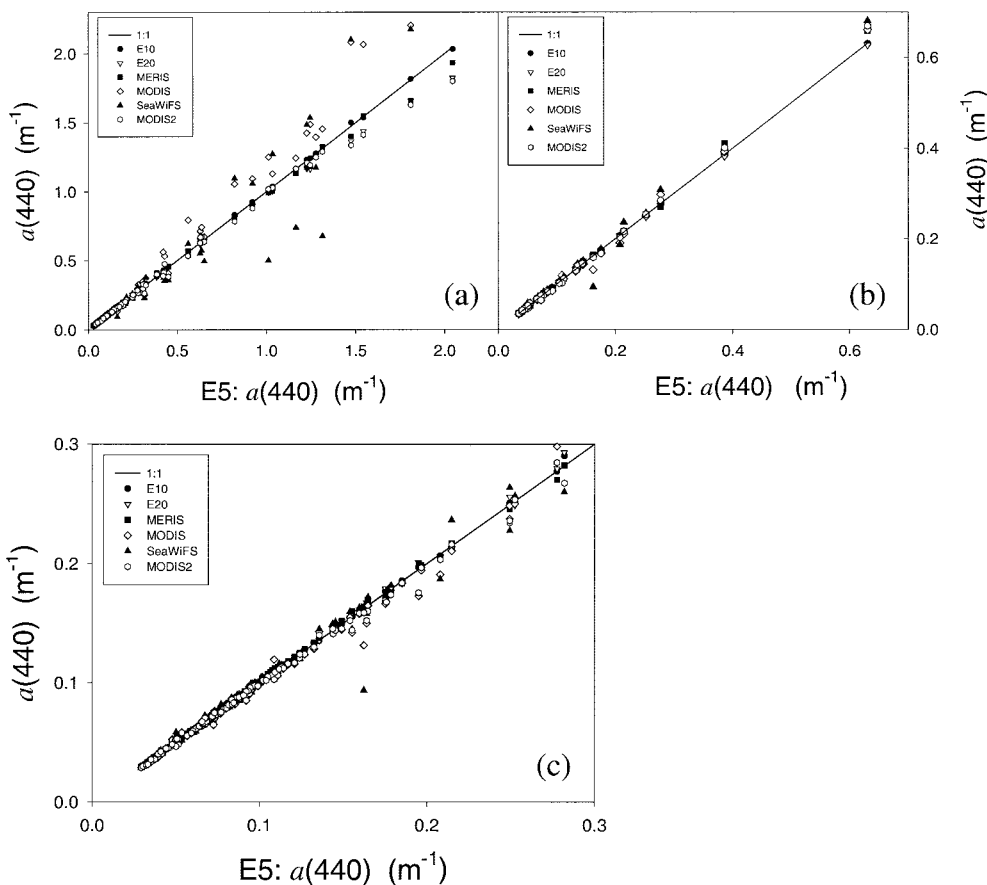 2.0
1.5
1.0
0.5
0.0
a(440) (m⁻¹)
1:1
E10
E20
MERIS
MODIS
SeaWiFS
MODIS2
(a)
0.0 0.5 1.0 1.5 2.0
E5: a(440) (m⁻¹)
1:1
E10
E20
MERIS
MODIS
SeaWiFS
MODIS2
(b)
0.6
0.4
0.2
0.0
a(440) (m⁻¹)
0.0 0.2 0.4 0.6
E5: a(440) (m⁻¹)
0.3
0.2
0.1
0.0
a(440) (m⁻¹)
1:1
E10
E20
MERIS
MODIS
SeaWiFS
MODIS2
(c)
0.0 0.1 0.2 0.3
E5: a(440) (m⁻¹)